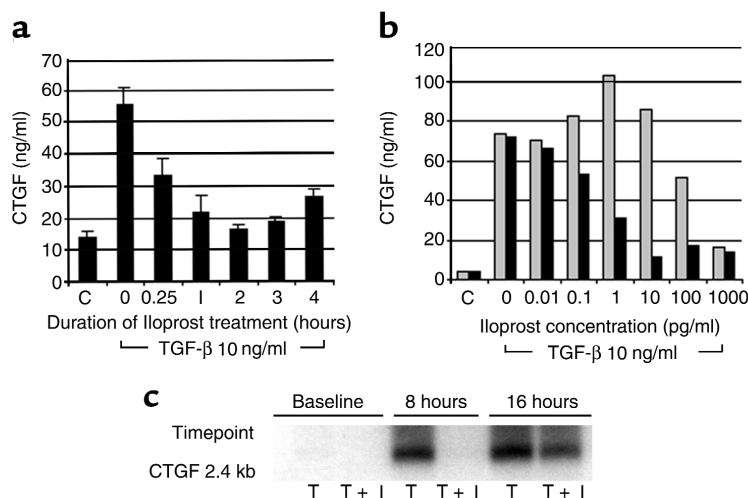 a
70
60
50
40
30
20
10
0
CTGF (ng/ml)
C 0 0.25 I 2 3 4
Duration of Iloprost treatment (hours)
TGF-β 10 ng/ml
b
120
100
80
60
40
20
0
CTGF (ng/ml)
C 0 0.01 0.1 1 10 100 1000
Iloprost concentration (pg/ml)
TGF-β 10 ng/ml
c
Baseline 8 hours 16 hours
Timepoint
CTGF 2.4 kb
T T + I T T + I T T + I